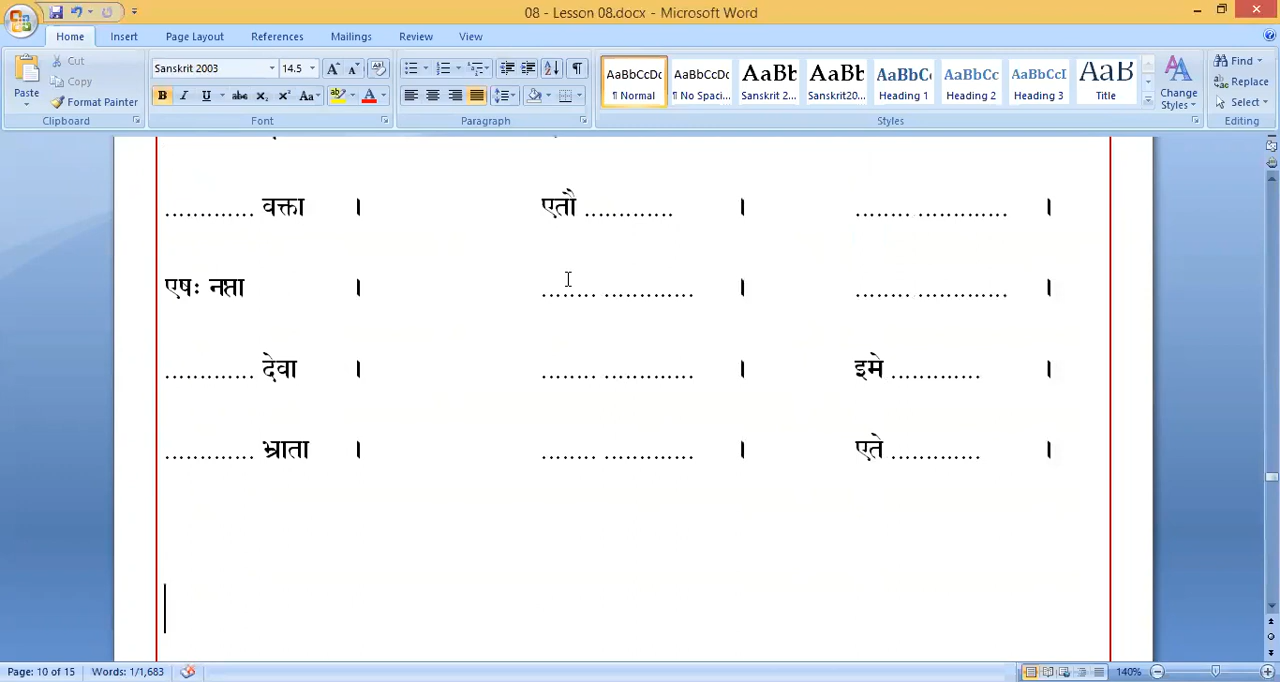 08 - Lesson 08.docx - Microsoft Word
Home Insert Page Layout References Mailings Review View
Paste Cut Copy Format Painter Clipboard
Sanskrit 2003 14.5 Font
Paragraph
AaBbCcDc AaBbCcDc AaBb AaBb AaBbC AaBbCc AaBbCcI AaB
¶ Normal ¶ No Spaci... Sanskrit 2... Sanskrit20... Heading 1 Heading 2 Heading 3 Title Change Styles Styles
Find Replace Select Editing
............. वक्ता । एतौ ............. । ........ ............. ।
एषः नप्ता । ........ ............. । ........ ............. ।
............. देवा । ........ ............. । इमे ............. ।
............. भ्राता । ........ ............. । एते ............. ।
Page: 10 of 15 Words: 1/1,683 140%